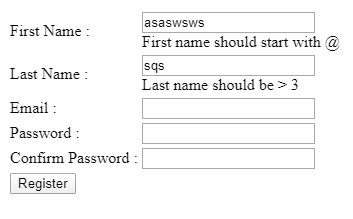 First Name : asaswsws
First name should start with @
Last Name : sqs
Last name should be > 3
Email :
Password :
Confirm Password :
Register